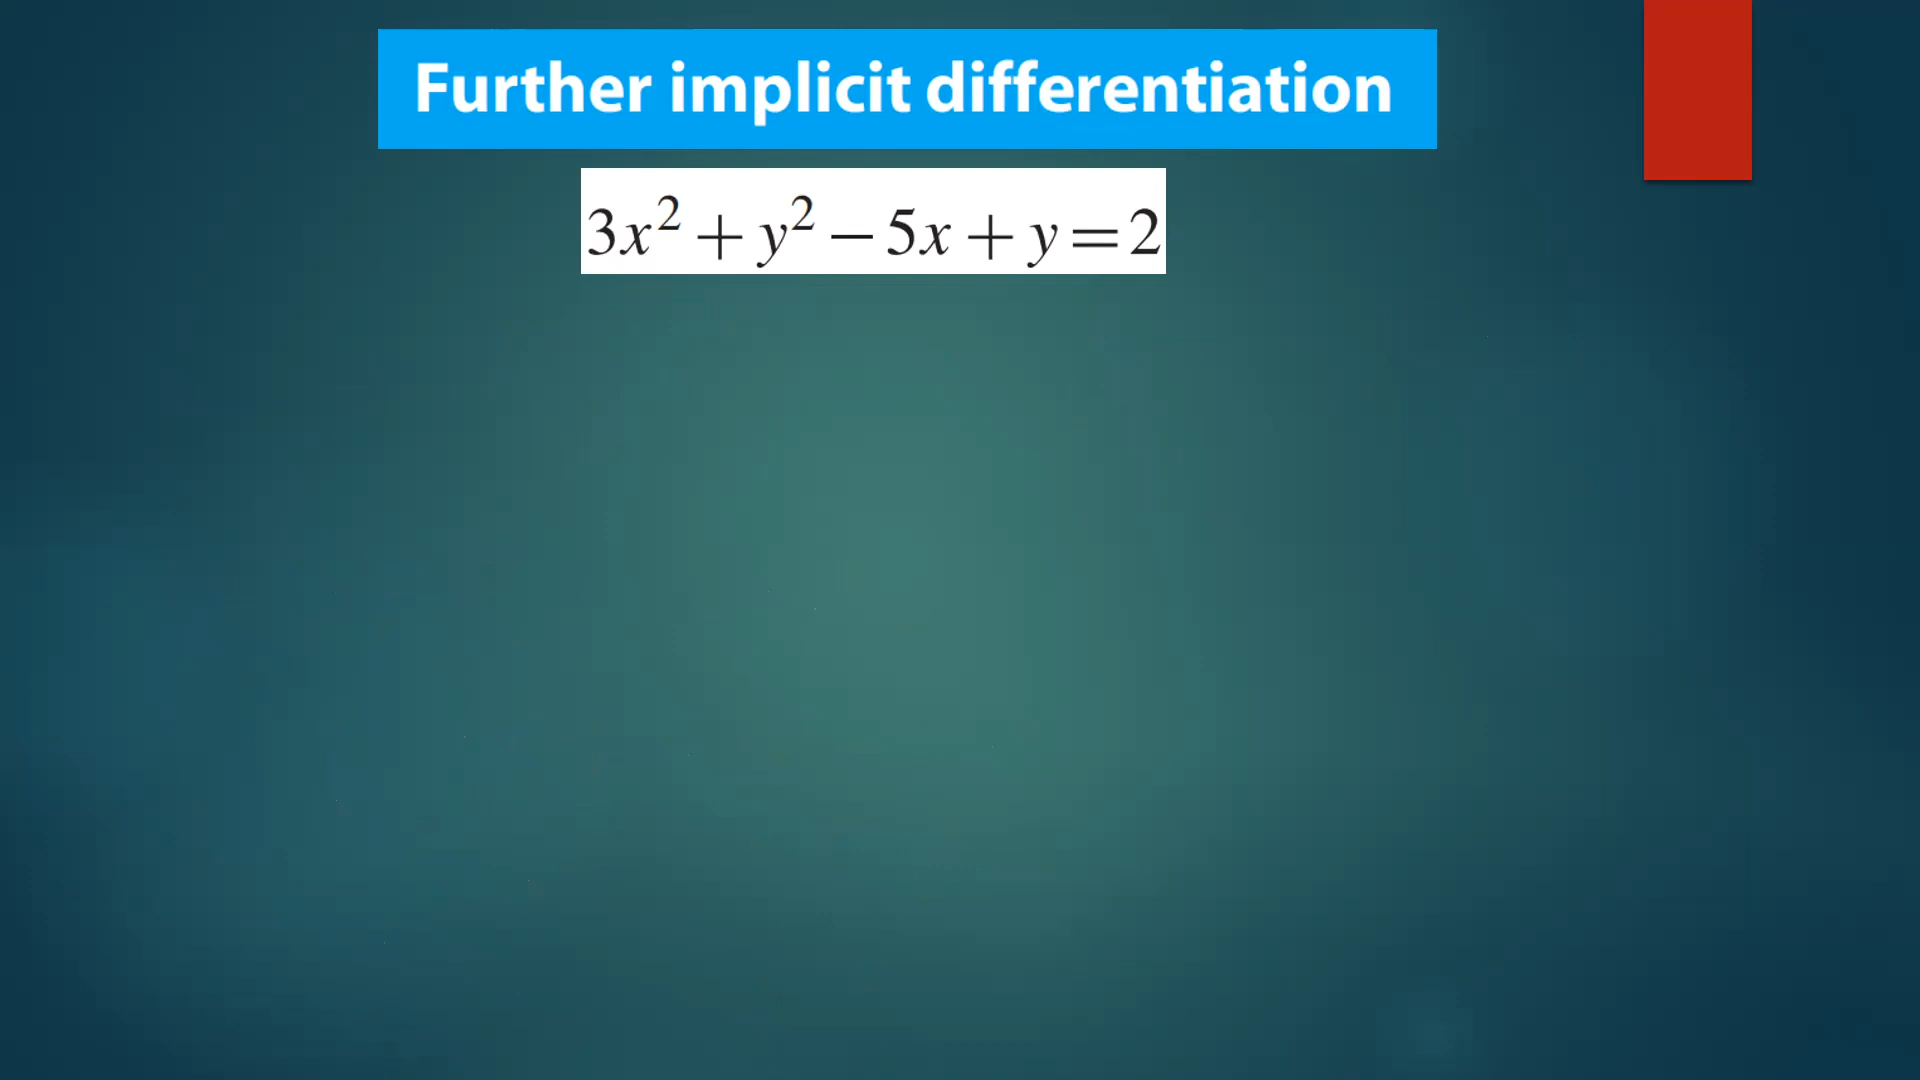 Further implicit differentiation
3x² + y² − 5x + y = 2